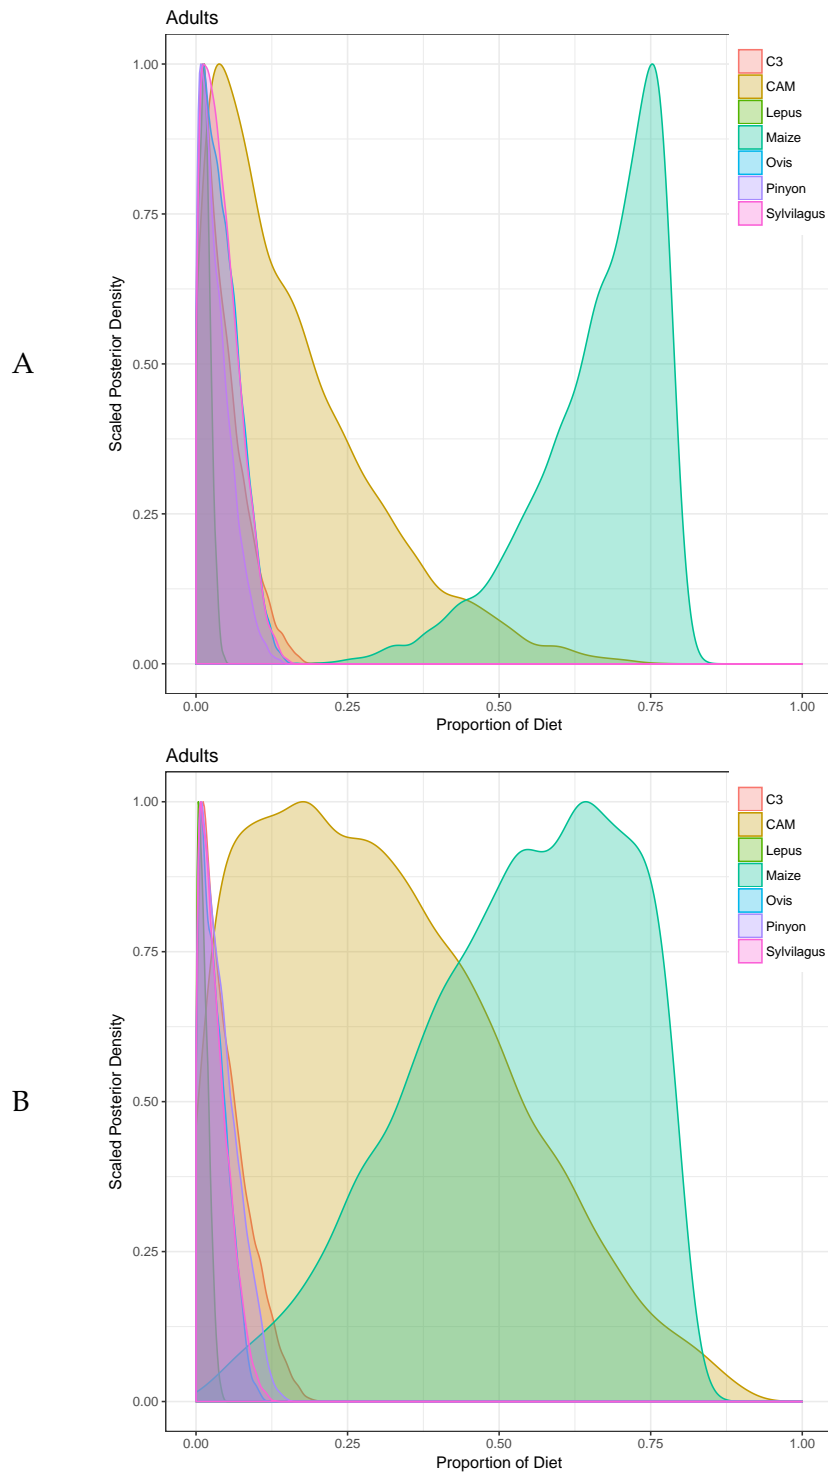 Adults
1.00
0.75
0.50
0.25
0.00
Scaled Posterior Density
A
0.00 0.25 0.50 0.75 1.00
Proportion of Diet
C3
CAM
Lepus
Maize
Ovis
Pinyon
Sylvilagus
Adults
1.00
0.75
0.50
0.25
0.00
Scaled Posterior Density
B
0.00 0.25 0.50 0.75 1.00
Proportion of Diet
C3
CAM
Lepus
Maize
Ovis
Pinyon
Sylvilagus